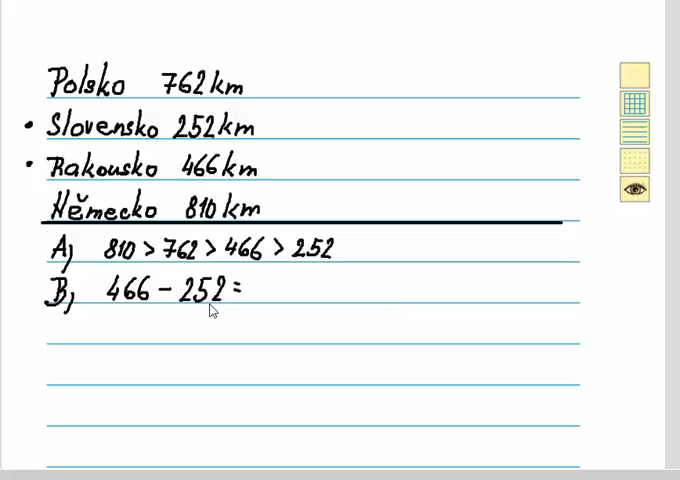 Polsko 762 km
• Slovensko 252 km
• Rakousko 466 km
Německo 810 km
A) 810 > 762 > 466 > 252
B) 466 - 252 =